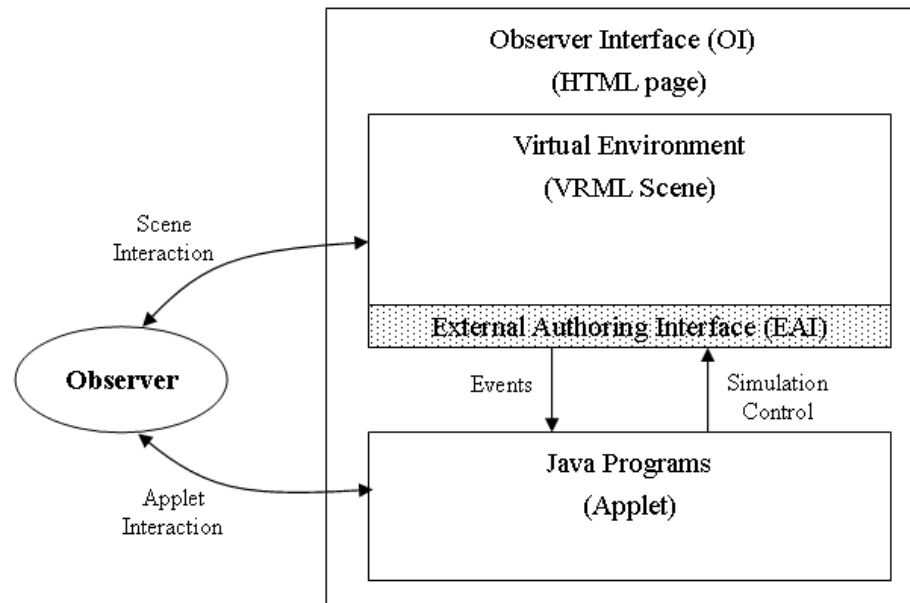 Observer Interface (OI)
(HTML page)
Virtual Environment
(VRML Scene)
Scene
Interaction
External Authoring Interface (EAI)
Observer
Events
Simulation
Control
Java Programs
(Applet)
Applet
Interaction